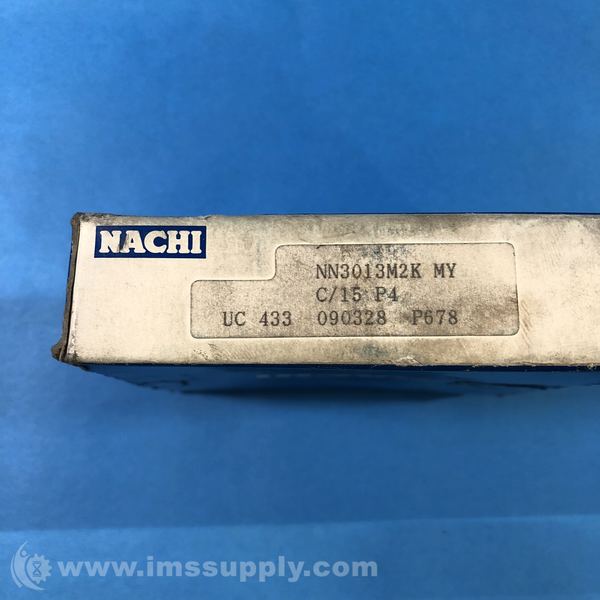 NACHI
NN3013M2K MY
C/15 P4
UC 433 090328 P678
www.imssupply.com